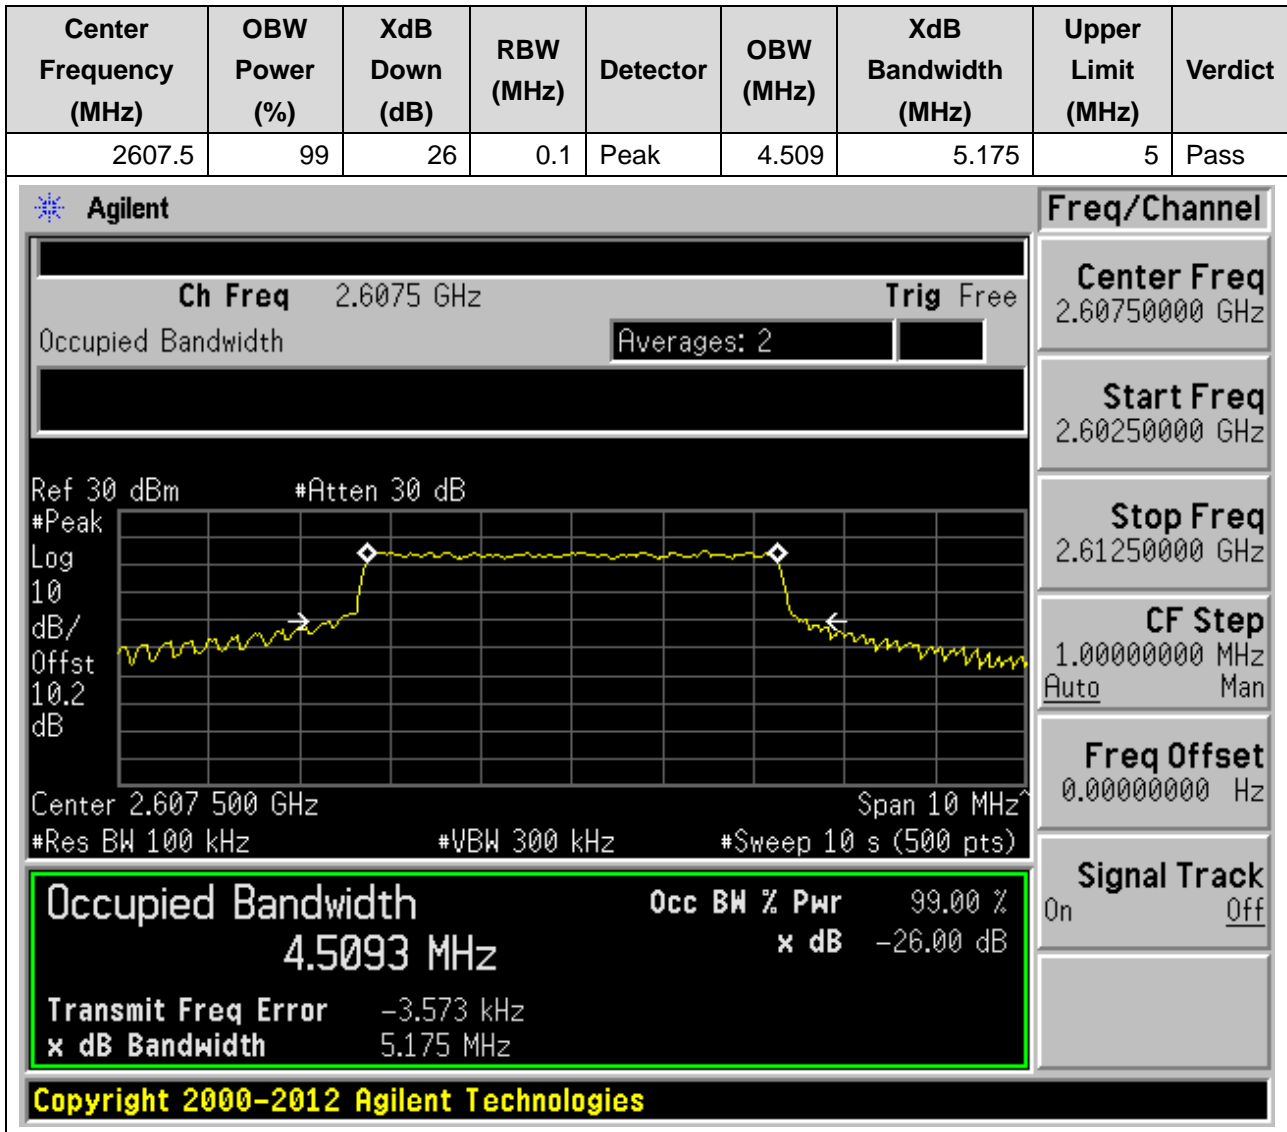 Center Frequency (MHz) OBW Power (%) XdB Down (dB) RBW (MHz) Detector OBW (MHz) XdB Bandwidth (MHz) Upper Limit (MHz) Verdict
2607.5 99 26 0.1 Peak 4.509 5.175 5 Pass
Agilent
Freq/Channel
Ch Freq 2.6075 GHz Trig Free
Occupied Bandwidth Averages: 2
Ref 30 dBm #Atten 30 dB
#Peak
Log
10
dB/
Offst
10.2
dB
Center 2.607 500 GHz Span 10 MHz^
#Res BW 100 kHz #VBW 300 kHz #Sweep 10 s (500 pts)
Occupied Bandwidth Occ BW % Pwr 99.00 %
4.5093 MHz x dB -26.00 dB
Transmit Freq Error -3.573 kHz
x dB Bandwidth 5.175 MHz
Center Freq
2.60750000 GHz
Start Freq
2.60250000 GHz
Stop Freq
2.61250000 GHz
CF Step
1.00000000 MHz
Auto Man
Freq Offset
0.00000000 Hz
Signal Track
On Off
Copyright 2000-2012 Agilent Technologies